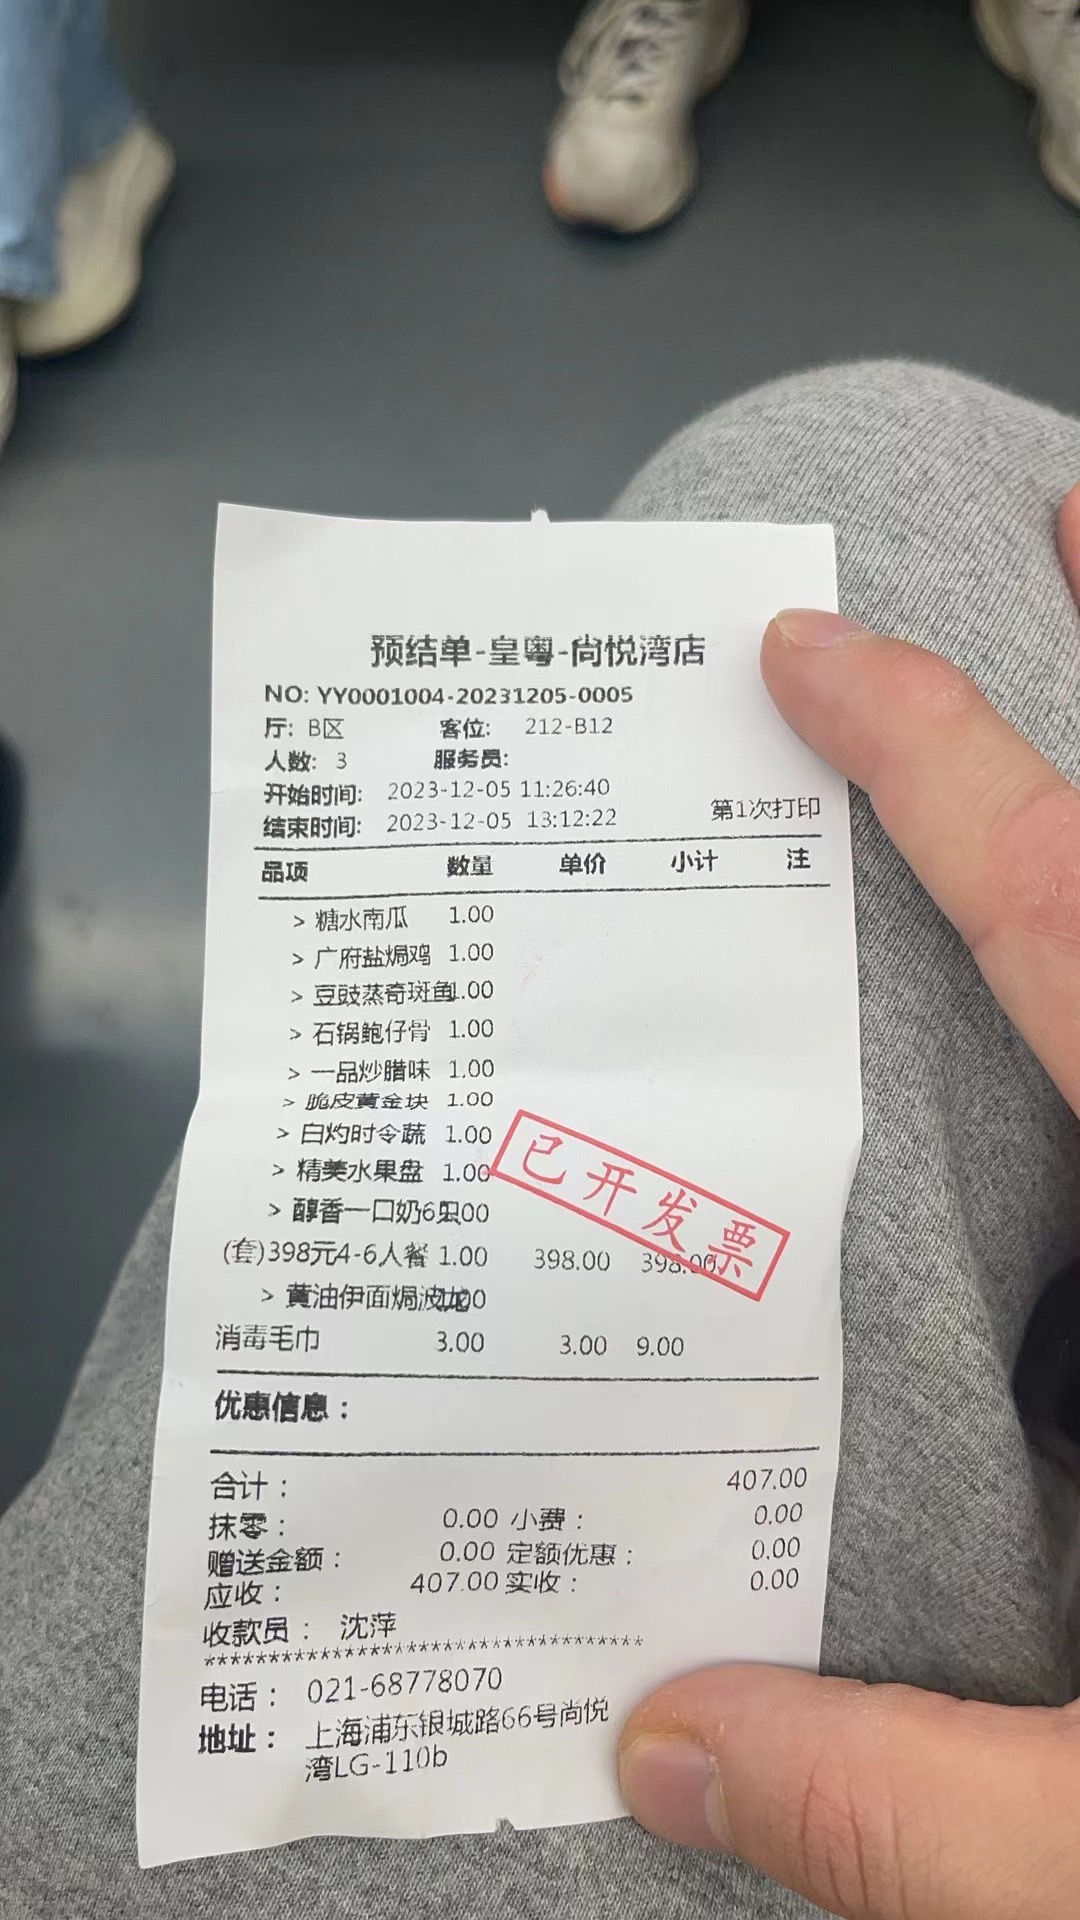 预结单-皇粤-尚悦湾店
NO: YY0001004-20231205-0005
厅: B区 客位: 212-B12
人数: 3 服务员:
开始时间: 2023-12-05 11:26:40
结束时间: 2023-12-05 13:12:22 第1次打印
品项 数量 单价 小计 注
> 糖水南瓜 1.00
> 广府盐焗鸡 1.00
> 豆豉蒸奇斑鱼1.00
> 石锅鲍仔骨 1.00
> 一品炒腊味 1.00
> 脆皮黄金块 1.00
> 白灼时令蔬 1.00
> 精美水果盘 1.00
> 醇香一口奶6只.00
(套)398元4-6人餐 1.00 398.00 398.00
已开发票
> 黄油伊面焗波龙.00
消毒毛巾 3.00 3.00 9.00
优惠信息：
合计： 407.00
抹零： 0.00 小费： 0.00
赠送金额： 0.00 定额优惠： 0.00
应收： 407.00 实收： 0.00
收款员： 沈萍
************************************
电话： 021-68778070
地址： 上海浦东银城路66号尚悦
湾LG-110b